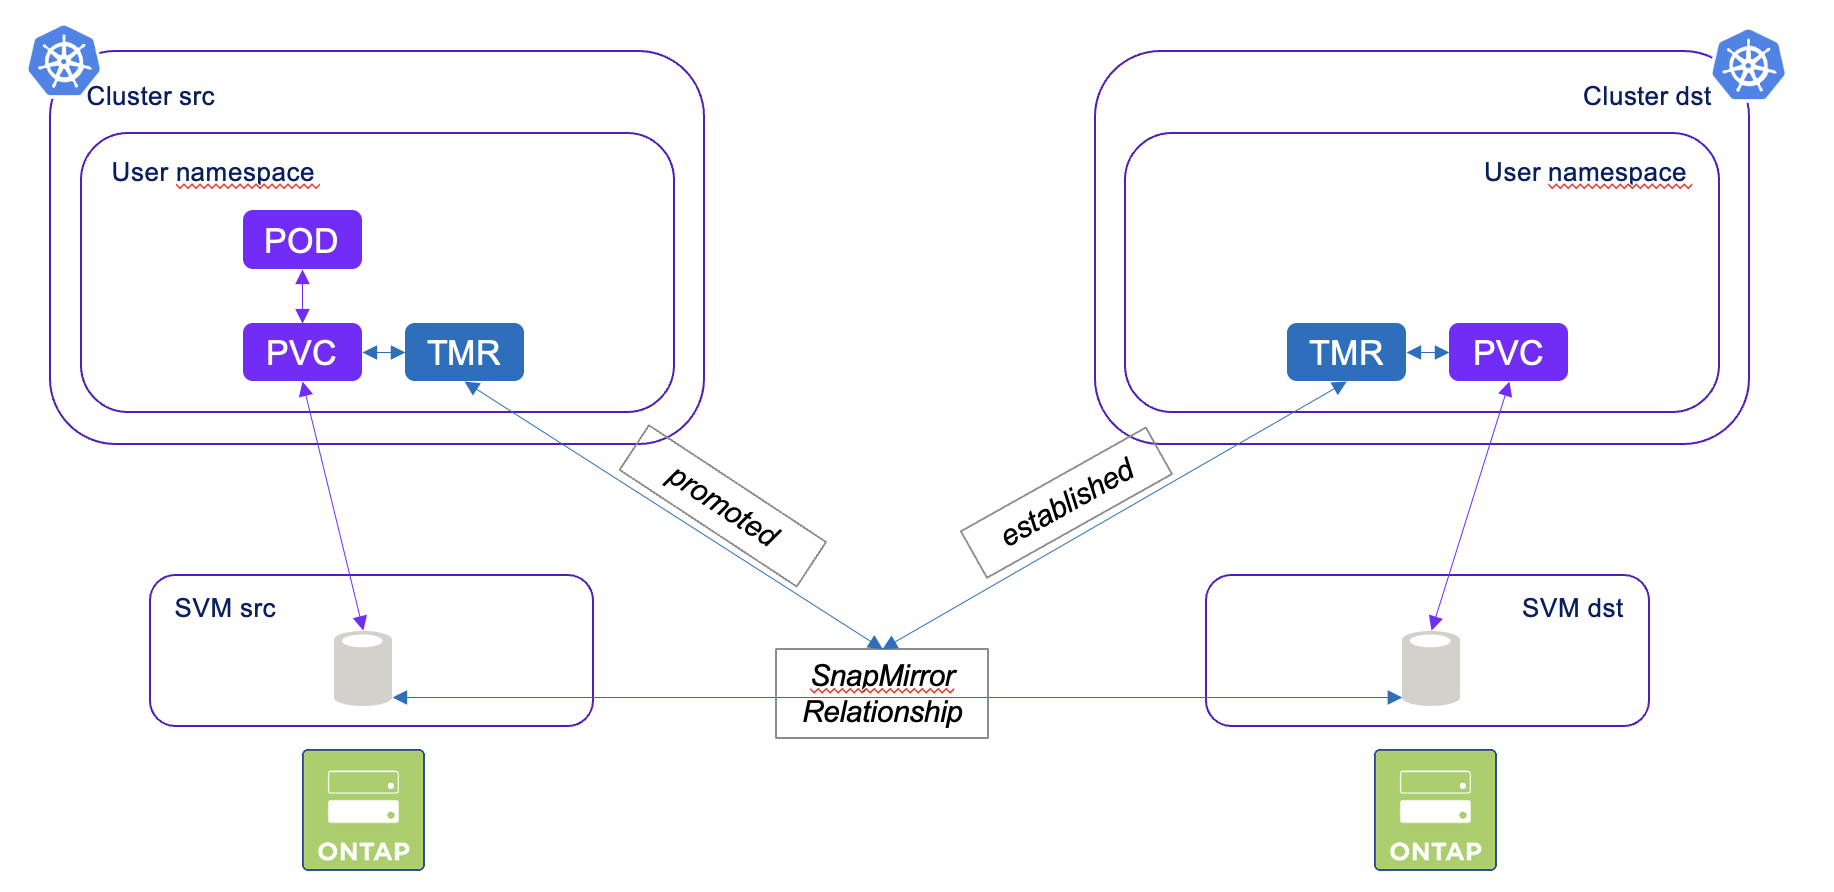 Cluster src
Cluster dst
User namespace
User namespace
POD
PVC
TMR
TMR
PVC
promoted
established
SVM src
SVM dst
SnapMirror
Relationship
ONTAP
ONTAP